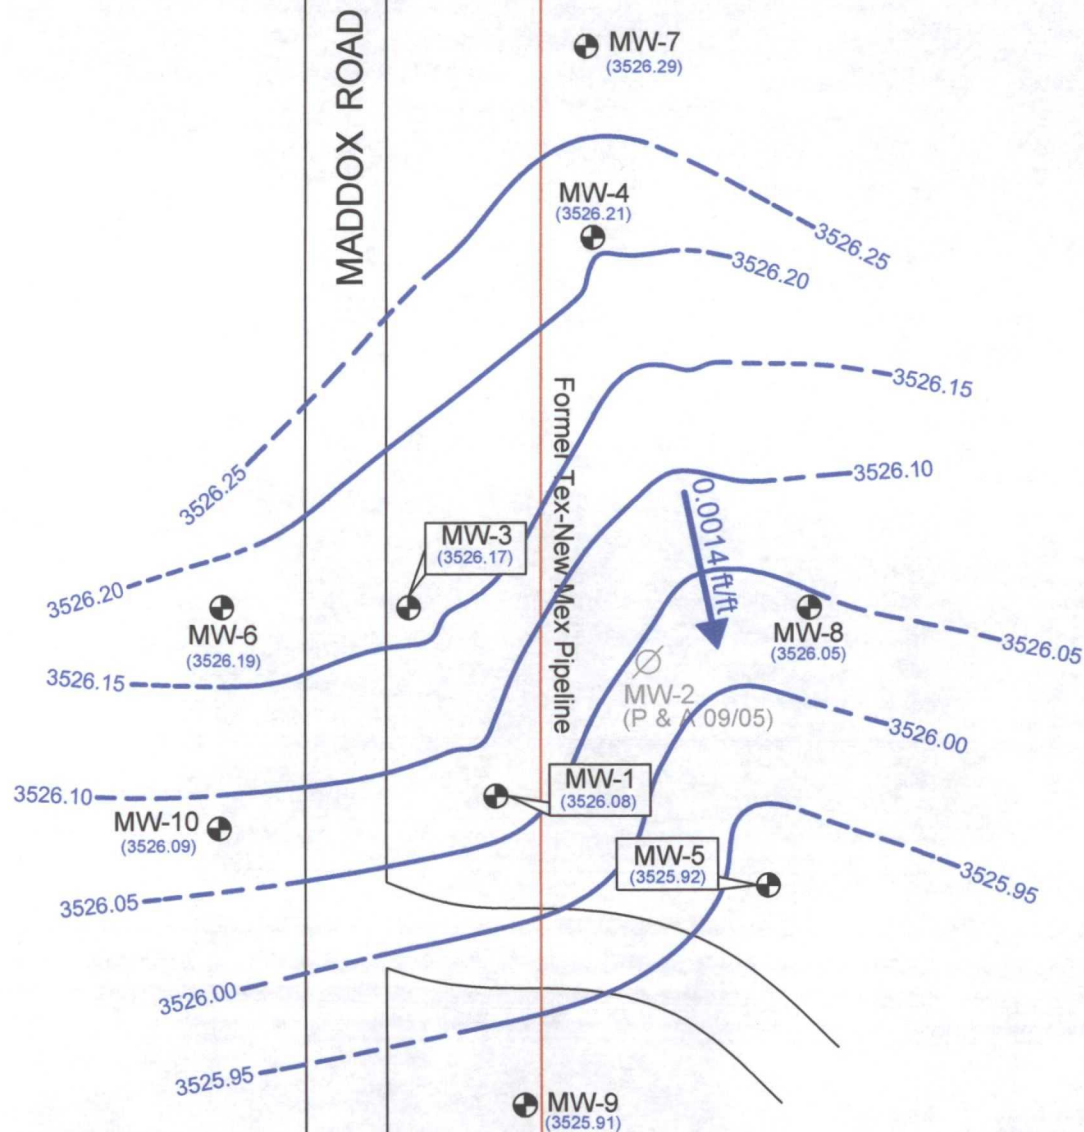 MADDOX ROAD
MW-7
(3526.29)
MW-4
(3526.21)
3526.25
3526.20
3526.15
3526.10
3526.25
Former Tex-New Mex Pipeline
0.0014 ft/ft
MW-3
(3526.17)
3526.20
MW-6
(3526.19)
MW-8
(3526.05)
3526.05
3526.15
MW-2
(P & A 09/05)
3526.00
3526.10
MW-1
(3526.08)
MW-10
(3526.09)
MW-5
(3525.92)
3525.95
3526.05
3526.00
3525.95
MW-9
(3525.91)